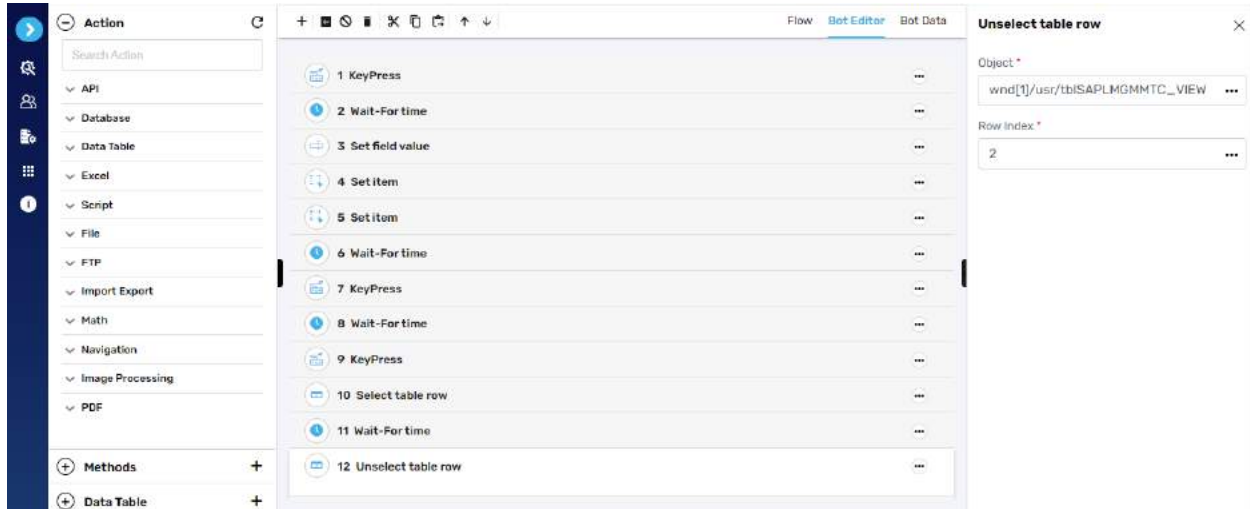 Action
Search Action
API
Database
Data Table
Excel
Script
File
FTP
Import Export
Math
Navigation
Image Processing
PDF
Methods
Data Table
Flow Bot Editor Bot Data
1 KeyPress
2 Wait-For time
3 Set field value
4 Set item
5 Set item
6 Wait-For time
7 KeyPress
8 Wait-For time
9 KeyPress
10 Select table row
11 Wait-For time
12 Unselect table row
Unselect table row
Object *
wnd[1]/usr/tblSAPLMGMMTC_VIEW
Row Index *
2